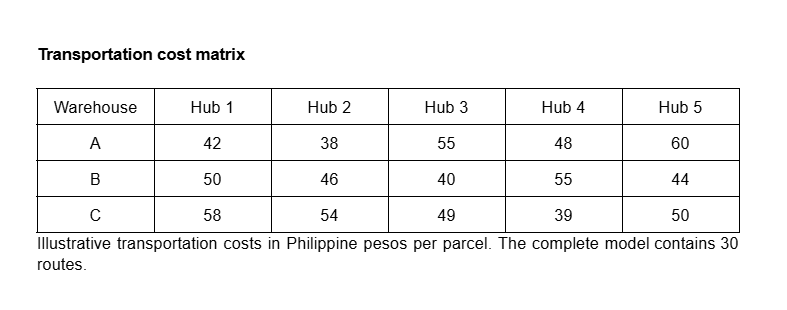 Transportation cost matrix
Warehouse Hub 1 Hub 2 Hub 3 Hub 4 Hub 5
A 42 38 55 48 60
B 50 46 40 55 44
C 58 54 49 39 50
Illustrative transportation costs in Philippine pesos per parcel. The complete model contains 30
routes.